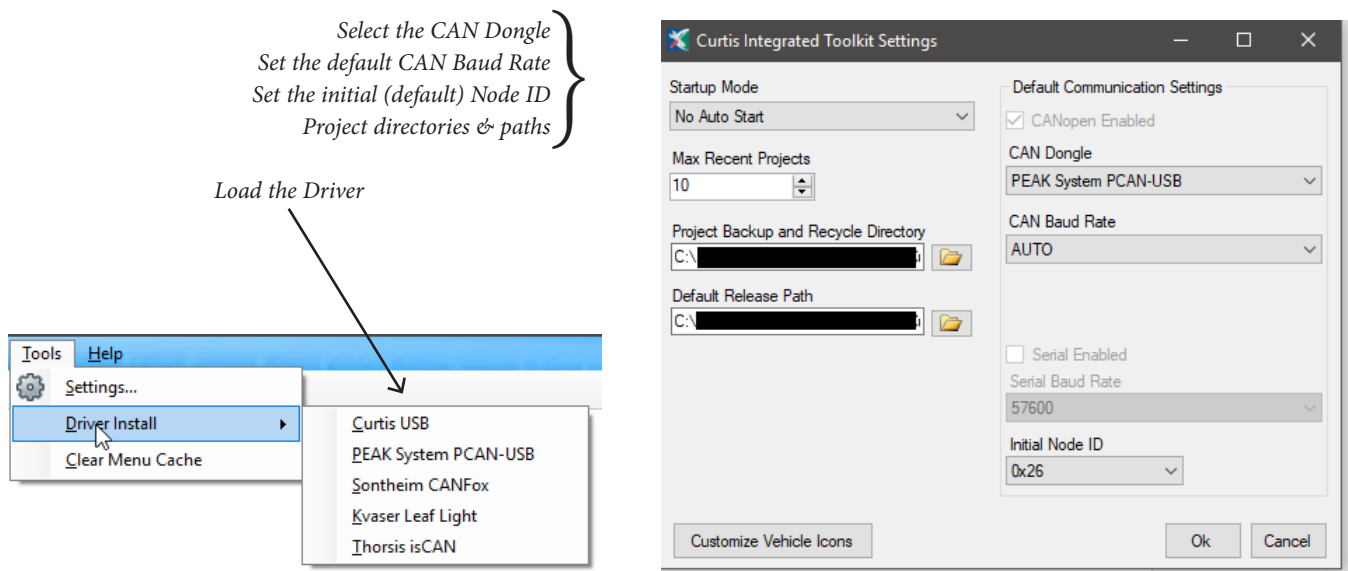 Select the CAN Dongle
Set the default CAN Baud Rate
Set the initial (default) Node ID
Project directories & paths
Load the Driver
Tools Help
Settings...
Driver Install
Clear Menu Cache
Curtis USB
PEAK System PCAN-USB
Sontheim CANFox
Kvaser Leaf Light
Thorsis isCAN
Curtis Integrated Toolkit Settings
Startup Mode
No Auto Start
Max Recent Projects
10
Project Backup and Recycle Directory
C:\
Default Release Path
C:\
Customize Vehicle Icons
Default Communication Settings
CANopen Enabled
CAN Dongle
PEAK System PCAN-USB
CAN Baud Rate
AUTO
Serial Enabled
Serial Baud Rate
57600
Initial Node ID
0x26
Ok Cancel